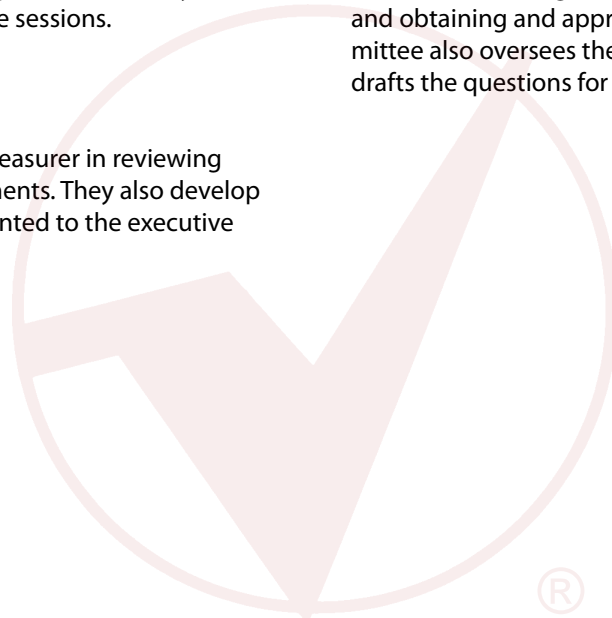 e sessions.
easurer in reviewing
ents. They also develop
nted to the executive
and obtaining and appr
mittee also oversees the
drafts the questions for
®